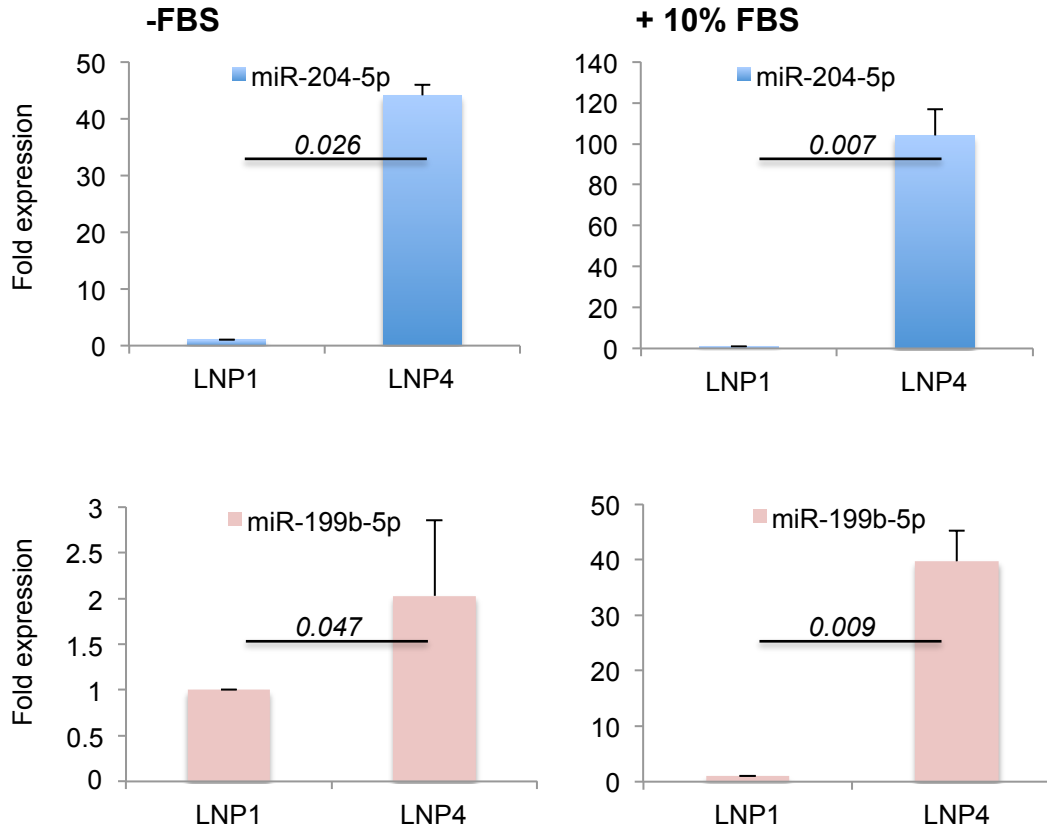 -FBS
+ 10% FBS
Fold expression
50
40
30
20
10
0
miR-204-5p
0.026
LNP1
LNP4
140
120
100
80
60
40
20
0
miR-204-5p
0.007
LNP1
LNP4
Fold expression
3
2.5
2
1.5
1
0.5
0
miR-199b-5p
0.047
LNP1
LNP4
50
40
30
20
10
0
miR-199b-5p
0.009
LNP1
LNP4